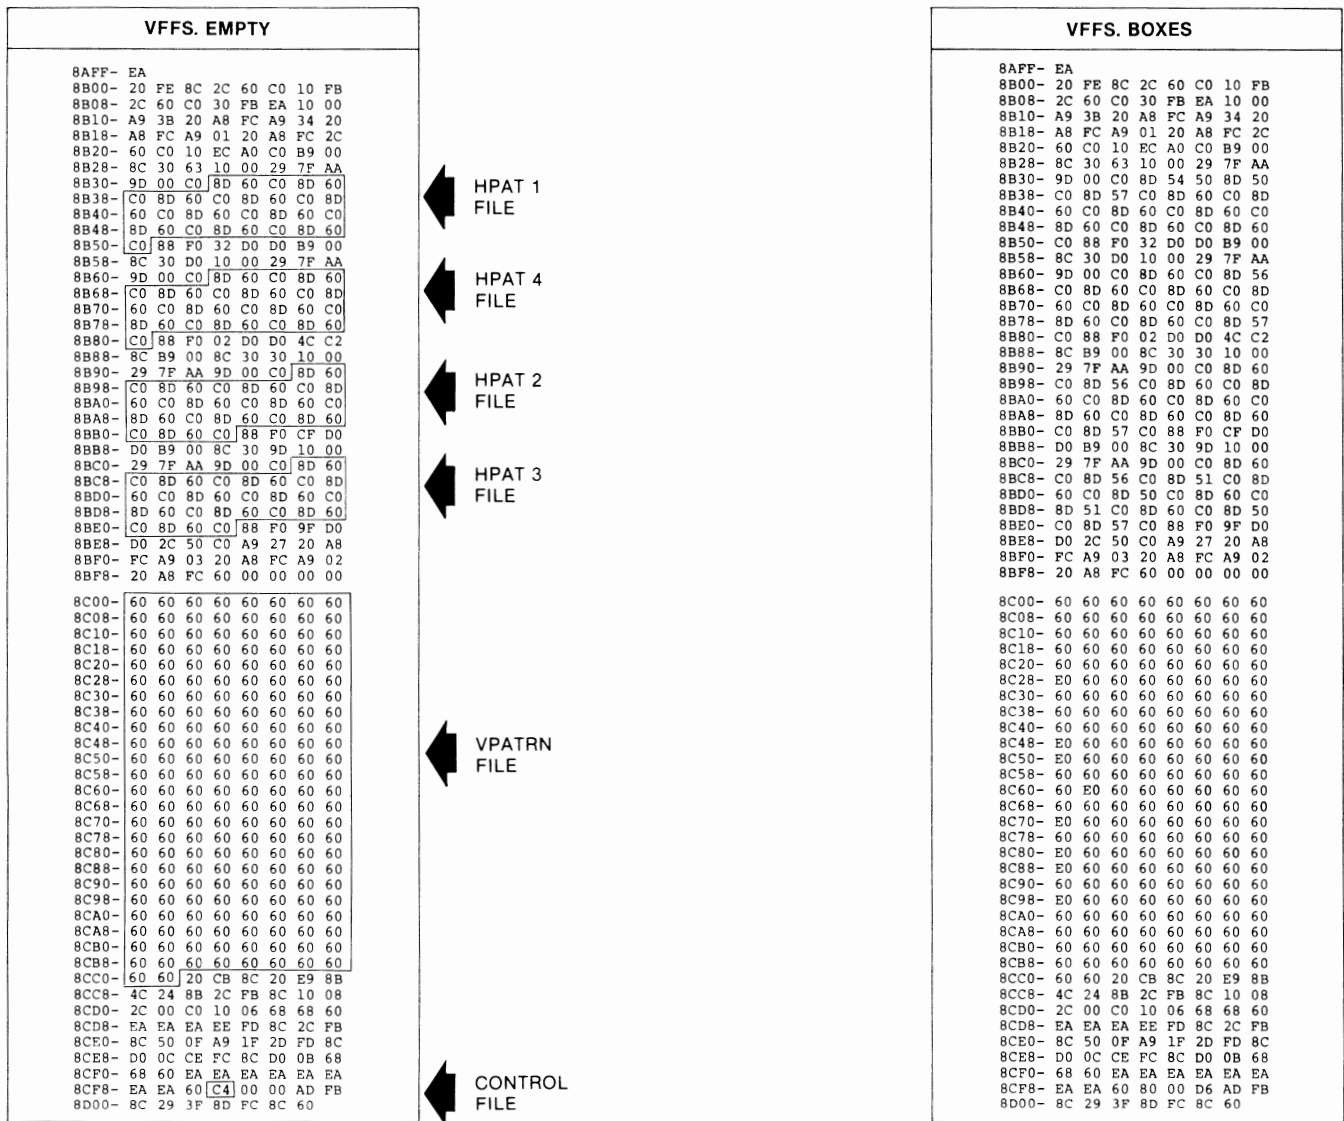 VFFS. EMPTY
8AFF- EA
8B00- 20 FE 8C 2C 60 C0 10 FB
8B08- 2C 60 C0 30 FB EA 10 00
8B10- A9 3B 20 A8 FC A9 34 20
8B18- A8 FC A9 01 20 A8 FC 2C
8B20- 60 C0 10 EC A0 C0 B9 00
8B28- 8C 30 63 10 00 29 7F AA
8B30- 9D 00 C0 8D 60 C0 8D 60
8B38- C0 8D 60 C0 8D 60 C0 8D
8B40- 60 C0 8D 60 C0 8D 60 C0
8B48- 8D 60 C0 8D 60 C0 8D 60
8B50- C0 88 F0 32 D0 D0 B9 00
8B58- 8C 30 D0 10 00 29 7F AA
8B60- 9D 00 C0 8D 60 C0 8D 60
8B68- C0 8D 60 C0 8D 60 C0 8D
8B70- 60 C0 8D 60 C0 8D 60 C0
8B78- 8D 60 C0 8D 60 C0 8D 60
8B80- C0 88 F0 02 D0 D0 4C C2
8B88- 8C B9 00 8C 30 30 10 00
8B90- 29 7F AA 9D 00 C0 8D 60
8B98- C0 8D 60 C0 8D 60 C0 8D
8BA0- 60 C0 8D 60 C0 8D 60 C0
8BA8- 8D 60 C0 8D 60 C0 8D 60
8BB0- C0 8D 60 C0 88 F0 CF D0
8BB8- D0 B9 00 8C 30 9D 10 00
8BC0- 29 7F AA 9D 00 C0 8D 60
8BC8- C0 8D 60 C0 8D 60 C0 8D
8BD0- 60 C0 8D 60 C0 8D 60 C0
8BD8- 8D 60 C0 8D 60 C0 8D 60
8BE0- C0 8D 60 C0 88 F0 9F D0
8BE8- D0 2C 50 C0 A9 27 20 A8
8BF0- FC A9 03 20 A8 FC A9 02
8BF8- 20 A8 FC 60 00 00 00 00
8C00- 60 60 60 60 60 60 60 60
8C08- 60 60 60 60 60 60 60 60
8C10- 60 60 60 60 60 60 60 60
8C18- 60 60 60 60 60 60 60 60
8C20- 60 60 60 60 60 60 60 60
8C28- 60 60 60 60 60 60 60 60
8C30- 60 60 60 60 60 60 60 60
8C38- 60 60 60 60 60 60 60 60
8C40- 60 60 60 60 60 60 60 60
8C48- 60 60 60 60 60 60 60 60
8C50- 60 60 60 60 60 60 60 60
8C58- 60 60 60 60 60 60 60 60
8C60- 60 60 60 60 60 60 60 60
8C68- 60 60 60 60 60 60 60 60
8C70- 60 60 60 60 60 60 60 60
8C78- 60 60 60 60 60 60 60 60
8C80- 60 60 60 60 60 60 60 60
8C88- 60 60 60 60 60 60 60 60
8C90- 60 60 60 60 60 60 60 60
8C98- 60 60 60 60 60 60 60 60
8CA0- 60 60 60 60 60 60 60 60
8CA8- 60 60 60 60 60 60 60 60
8CB0- 60 60 60 60 60 60 60 60
8CB8- 60 60 60 60 60 60 60 60
8CC0- 60 60 20 CB 8C 20 E9 8B
8CC8- 4C 24 8B 2C FB 8C 10 08
8CD0- 2C 00 C0 10 06 68 68 60
8CD8- EA EA EA EE FD 8C 2C FB
8CE0- 8C 50 0F A9 1F 2D FD 8C
8CE8- D0 0C CE FC 8C D0 0B 68
8CF0- 68 60 EA EA EA EA EA EA
8CF8- EA EA 60 C4 00 00 AD FB
8D00- 8C 29 3F 8D FC 8C 60
HPAT 1
FILE
HPAT 4
FILE
HPAT 2
FILE
HPAT 3
FILE
VPATRN
FILE
CONTROL
FILE
VFFS. BOXES
8AFF- EA
8B00- 20 FE 8C 2C 60 C0 10 FB
8B08- 2C 60 C0 30 FB EA 10 00
8B10- A9 3B 20 A8 FC A9 34 20
8B18- A8 FC A9 01 20 A8 FC 2C
8B20- 60 C0 10 EC A0 C0 B9 00
8B28- 8C 30 63 10 00 29 7F AA
8B30- 9D 00 C0 8D 54 50 8D 50
8B38- C0 8D 57 C0 8D 60 C0 8D
8B40- 60 C0 8D 60 C0 8D 60 C0
8B48- 8D 60 C0 8D 60 C0 8D 60
8B50- C0 88 F0 32 D0 D0 B9 00
8B58- 8C 30 D0 10 00 29 7F AA
8B60- 9D 00 C0 8D 60 C0 8D 56
8B68- C0 8D 60 C0 8D 60 C0 8D
8B70- 60 C0 8D 60 C0 8D 60 C0
8B78- 8D 60 C0 8D 60 C0 8D 57
8B80- C0 88 F0 02 D0 D0 4C C2
8B88- 8C B9 00 8C 30 30 10 00
8B90- 29 7F AA 9D 00 C0 8D 60
8B98- C0 8D 56 C0 8D 60 C0 8D
8BA0- 60 C0 8D 60 C0 8D 60 C0
8BA8- 8D 60 C0 8D 60 C0 8D 60
8BB0- C0 8D 57 C0 88 F0 CF D0
8BB8- D0 B9 00 8C 30 9D 10 00
8BC0- 29 7F AA 9D 00 C0 8D 60
8BC8- C0 8D 56 C0 8D 51 C0 8D
8BD0- 60 C0 8D 50 C0 8D 60 C0
8BD8- 8D 51 C0 8D 60 C0 8D 50
8BE0- C0 8D 57 C0 88 F0 9F D0
8BE8- D0 2C 50 C0 A9 27 20 A8
8BF0- FC A9 03 20 A8 FC A9 02
8BF8- 20 A8 FC 60 00 00 00 00
8C00- 60 60 60 60 60 60 60 60
8C08- 60 60 60 60 60 60 60 60
8C10- 60 60 60 60 60 60 60 60
8C18- 60 60 60 60 60 60 60 60
8C20- 60 60 60 60 60 60 60 60
8C28- E0 60 60 60 60 60 60 60
8C30- 60 60 60 60 60 60 60 60
8C38- 60 60 60 60 60 60 60 60
8C40- 60 60 60 60 60 60 60 60
8C48- E0 60 60 60 60 60 60 60
8C50- E0 60 60 60 60 60 60 60
8C58- 60 60 60 60 60 60 60 60
8C60- 60 E0 60 60 60 60 60 60
8C68- 60 60 60 60 60 60 60 60
8C70- E0 60 60 60 60 60 60 60
8C78- 60 60 60 60 60 60 60 60
8C80- E0 60 60 60 60 60 60 60
8C88- E0 60 60 60 60 60 60 60
8C90- 60 60 60 60 60 60 60 60
8C98- E0 60 60 60 60 60 60 60
8CA0- 60 60 60 60 60 60 60 60
8CA8- 60 60 60 60 60 60 60 60
8CB0- 60 60 60 60 60 60 60 60
8CB8- 60 60 60 60 60 60 60 60
8CC0- 60 60 20 CB 8C 20 E9 8B
8CC8- 4C 24 8B 2C FB 8C 10 08
8CD0- 2C 00 C0 10 06 68 68 60
8CD8- EA EA EA EE FD 8C 2C FB
8CE0- 8C 50 0F A9 1F 2D FD 8C
8CE8- D0 0C CE FC 8C D0 0B 68
8CF0- 68 60 EA EA EA EA EA EA
8CF8- EA EA 60 80 00 D6 AD FB
8D00- 8C 29 3F 8D FC 8C 60